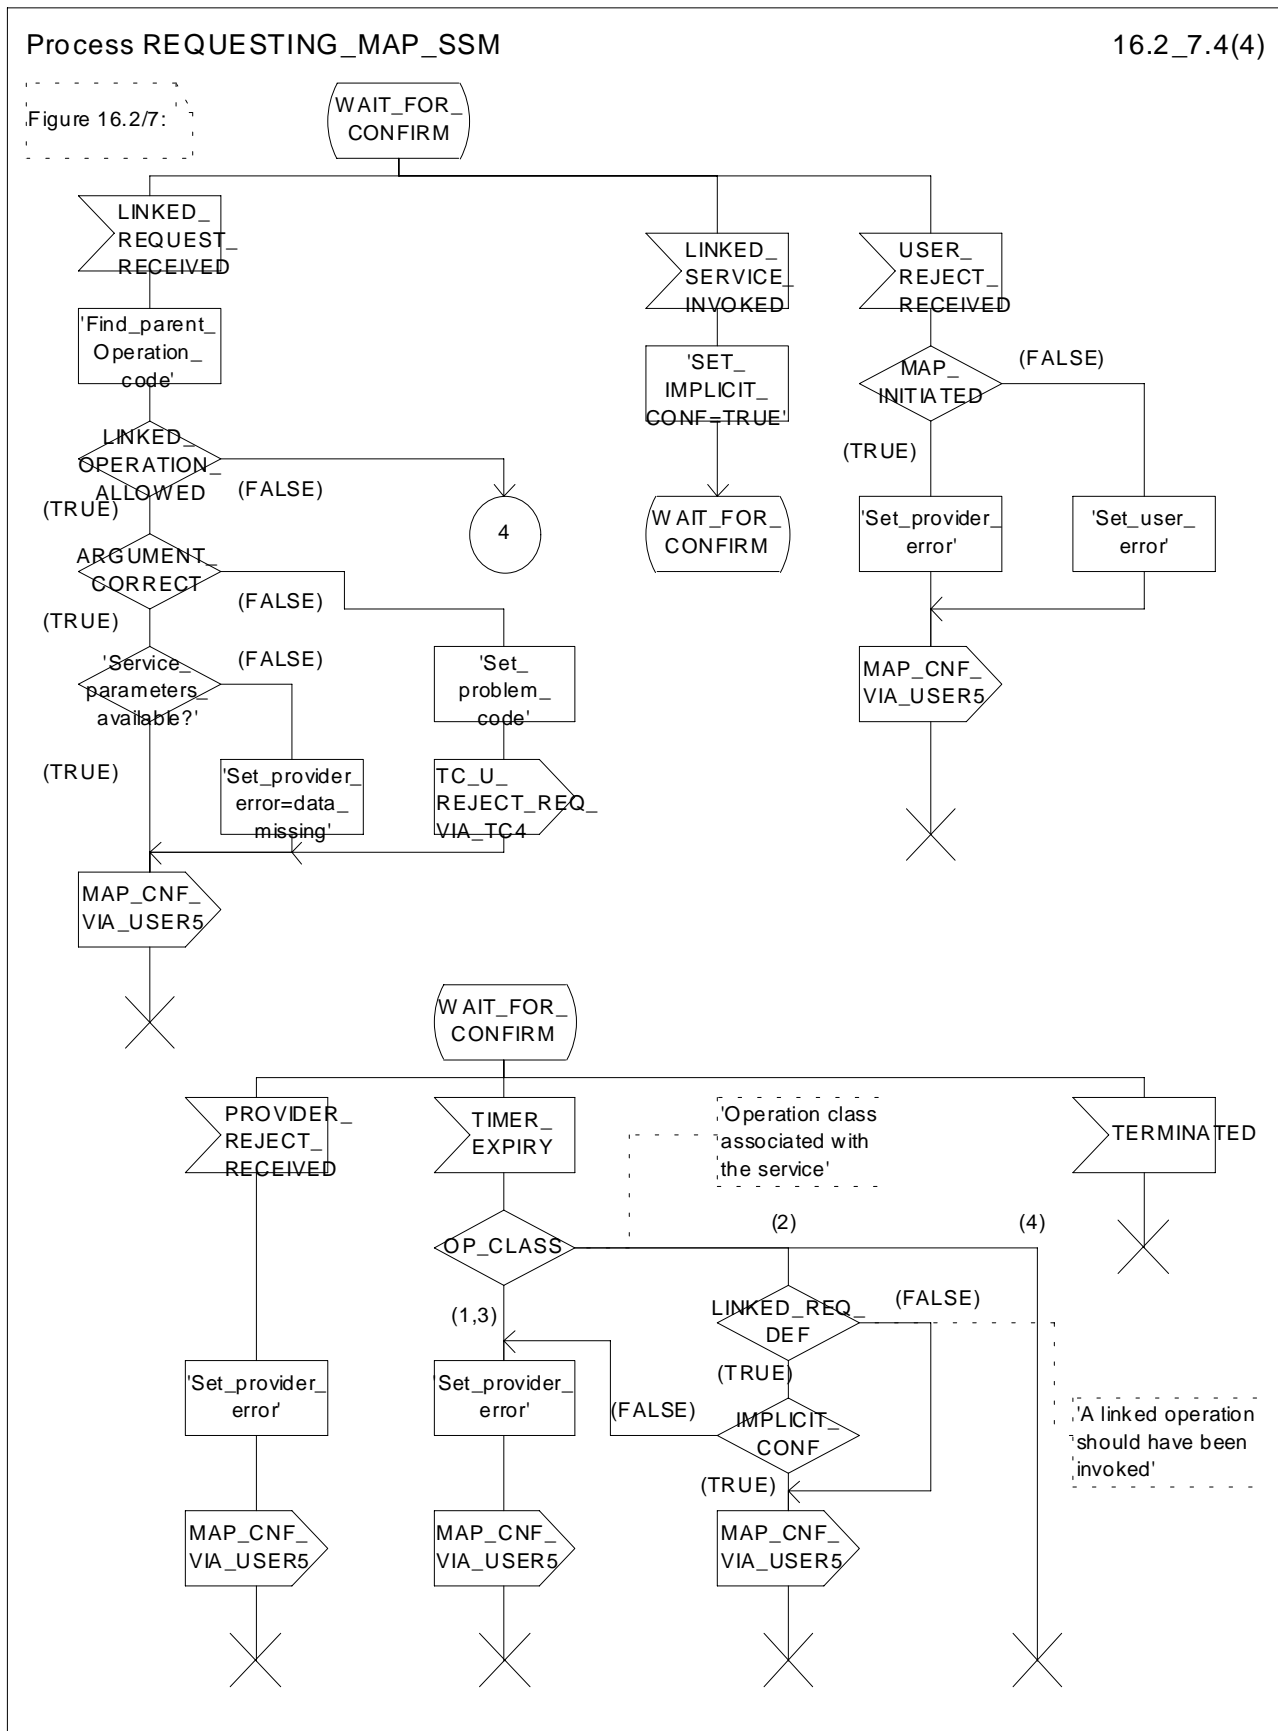 Process REQUESTING_MAP_SSM
16.2_7.4(4)
Figure 16.2/7:
WAIT_FOR_
CONFIRM
LINKED_
REQUEST_
RECEIVED
LINKED_
SERVICE_
INVOKED
USER_
REJECT_
RECEIVED
'Find_parent_
Operation_
code'
'SET_
IMPLICIT_
CONF=TRUE'
MAP_
INITIATED
(FALSE)
(TRUE)
LINKED_
OPERATION_
ALLOWED
(FALSE)
(TRUE)
4
WAIT_FOR_
CONFIRM
'Set_provider_
error'
'Set_user_
error'
ARGUMENT_
CORRECT
(FALSE)
(TRUE)
'Service_
parameters_
available?'
(FALSE)
(TRUE)
'Set_
problem_
code'
MAP_CNF_
VIA_USER5
'Set_provider_
error=data_
missing'
TC_U_
REJECT_REQ_
VIA_TC4
MAP_CNF_
VIA_USER5
WAIT_FOR_
CONFIRM
PROVIDER_
REJECT_
RECEIVED
TIMER_
EXPIRY
'Operation class
associated with
the service'
TERMINATED
OP_CLASS
(2)
(4)
(1,3)
LINKED_REQ_
DEF
(FALSE)
(TRUE)
'Set_provider_
error'
'Set_provider_
error'
(FALSE)
IMPLICIT_
CONF
(TRUE)
'A linked operation
should have been
invoked'
MAP_CNF_
VIA_USER5
MAP_CNF_
VIA_USER5
MAP_CNF_
VIA_USER5